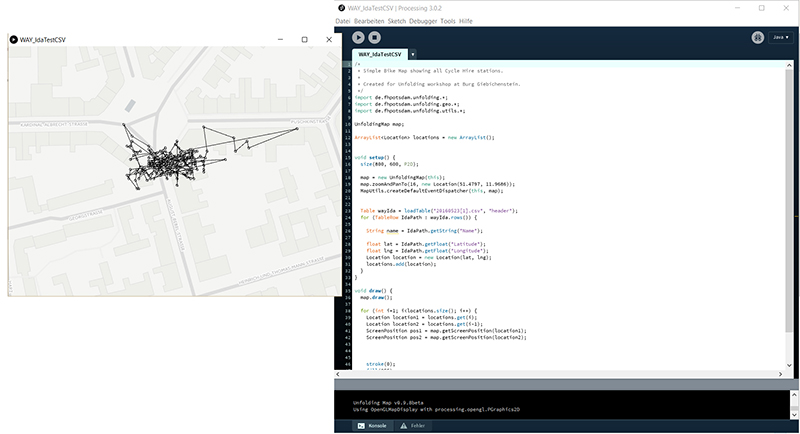 WAY_IdaTestCSV
KARDINAL-ALBRECHT-STRAßE
WAY_IdaTestCSV | Processing 3.0.2
Datei Bearbeiten Sketch Debugger Tools Hilfe
Java
WAY_IdaTestCSV
/*
* Simple Bike Map showing all Cycle Hire stations.
*
* Created for Unfolding workshop at Burg Giebichenstein.
*/
import de.fhpotsdam.unfolding.*;
import de.fhpotsdam.unfolding.geo.*;
import de.fhpotsdam.unfolding.utils.*;
UnfoldingMap map;
ArrayList<Location> locations = new ArrayList();
void setup() {
size(800, 600, P2D);
map = new UnfoldingMap(this);
map.zoomAndPanTo(16, new Location(51.4797, 11.9606));
MapUtils.createDefaultEventDispatcher(this, map);
Table wayIda = loadTable("20160523[1].csv", "header");
for (TableRow IdaPath : wayIda.rows()) {
String name = IdaPath.getString("Name");
float lat = IdaPath.getFloat("Latitude");
float lng = IdaPath.getFloat("Longitude");
Location location = new Location(lat, lng);
locations.add(location);
}
}
void draw() {
map.draw();
for (int i=1; i<locations.size(); i++) {
Location location1 = locations.get(i);
Location location2 = locations.get(i-1);
ScreenPosition pos1 = map.getScreenPosition(location1);
ScreenPosition pos2 = map.getScreenPosition(location2);
stroke(0);
Unfolding Map v0.9.8beta
Using OpenGLMapDisplay with processing.opengl.PGraphics2D
Konsole Fehler